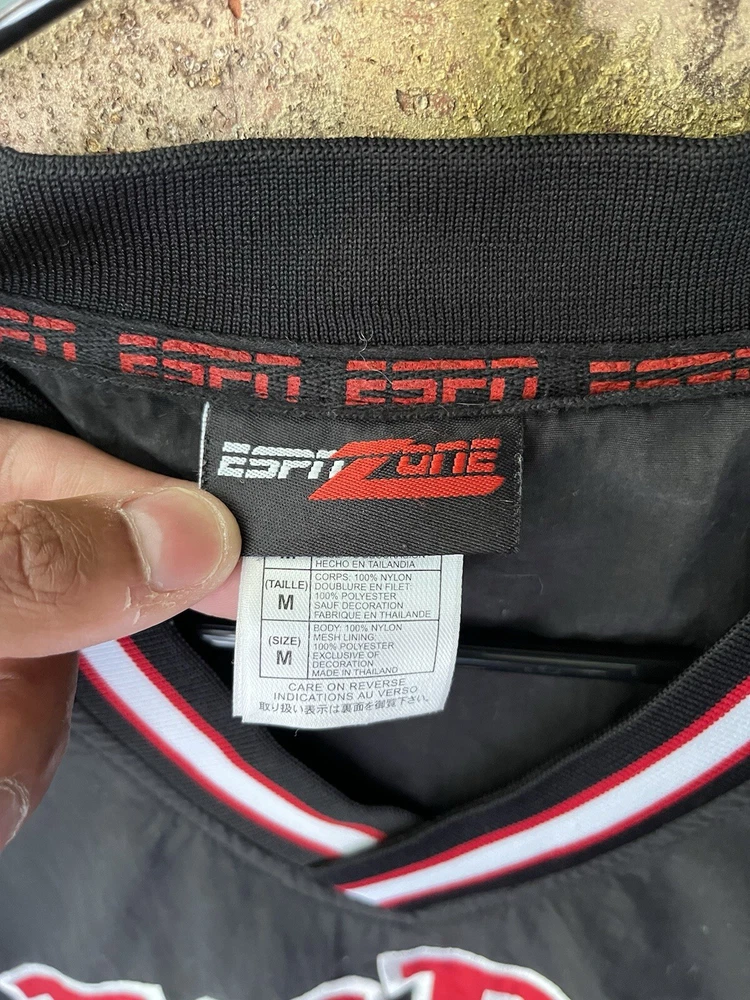 ESPN ESPN ESPN
ESPN ZONE
HECHO EN TAILANDIA
(TAILLE)
M
CORPS: 100% NYLON
DOUBLURE EN FILET:
100% POLYESTER
SAUF DECORATION
FABRIQUE EN THAILANDE
(SIZE)
M
BODY: 100% NYLON
MESH LINING:
100% POLYESTER
EXCLUSIVE OF
DECORATION
MADE IN THAILAND
CARE ON REVERSE
INDICATIONS AU VERSO
取り扱い表示は裏面を御覧下さい